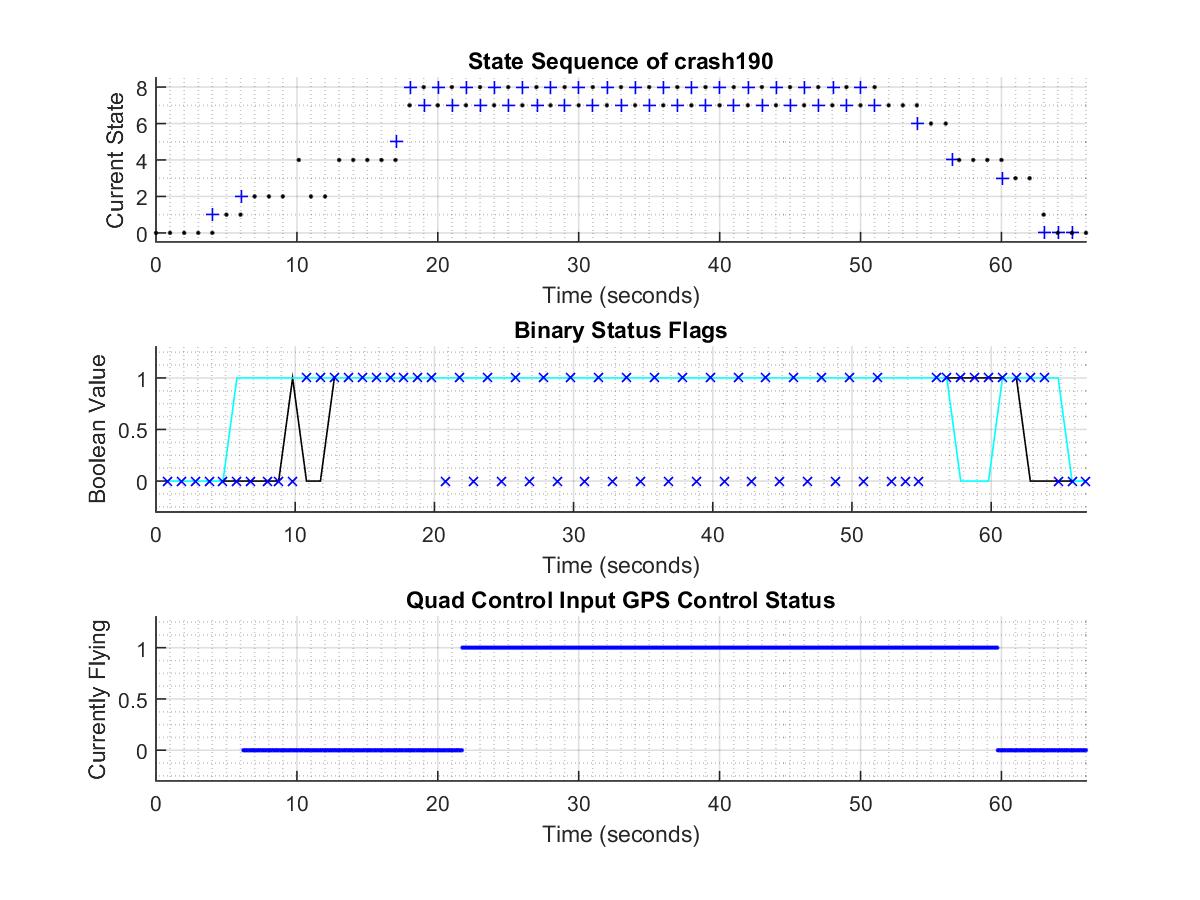 State Sequence of crash190
Current State
8
6
4
2
0
0 10 20 30 40 50 60
Time (seconds)
Binary Status Flags
Boolean Value
1
0.5
0
0 10 20 30 40 50 60
Time (seconds)
Quad Control Input GPS Control Status
Currently Flying
1
0.5
0
0 10 20 30 40 50 60
Time (seconds)